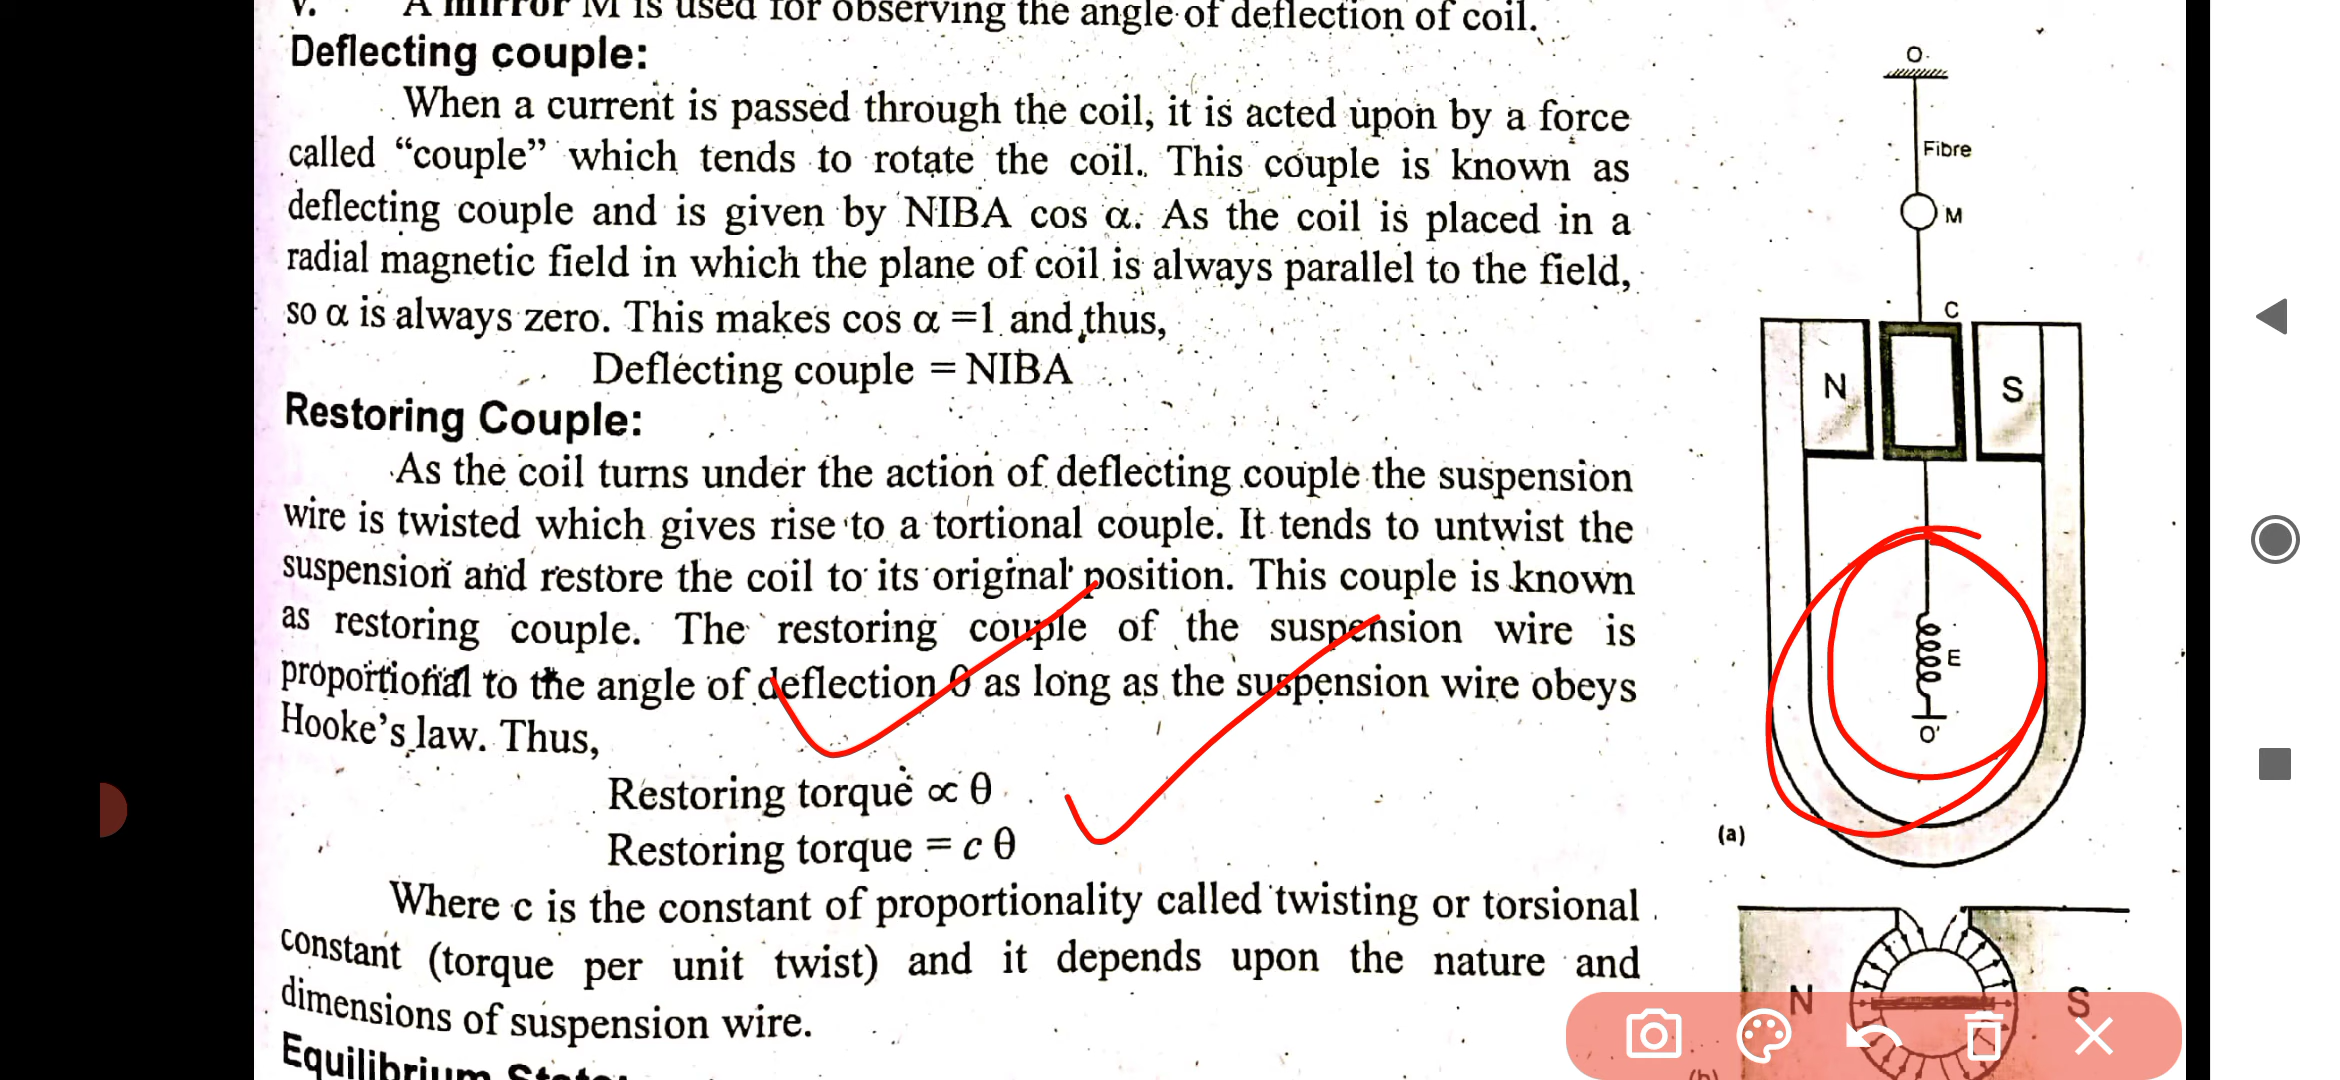 v. A mirror M is used for observing the angle of deflection of coil.
Deflecting couple:
When a current is passed through the coil, it is acted upon by a force
called “couple” which tends to rotate the coil. This couple is known as
deflecting couple and is given by NIBA cos α. As the coil is placed in a
radial magnetic field in which the plane of coil is always parallel to the field,
so α is always zero. This makes cos α =1 and thus,
Deflecting couple = NIBA
Restoring Couple:
As the coil turns under the action of deflecting couple the suspension
wire is twisted which gives rise to a tortional couple. It tends to untwist the
suspension and restore the coil to its original position. This couple is known
as restoring couple. The restoring couple of the suspension wire is
proportional to the angle of deflection θ as long as the suspension wire obeys
Hooke’s law. Thus,
Restoring torque ∝ θ
Restoring torque = c θ
Where c is the constant of proportionality called twisting or torsional
constant (torque per unit twist) and it depends upon the nature and
dimensions of suspension wire.
Equilibrium State:
O
Fibre
M
C
N
S
E
O'
(a)
N
S
(b)